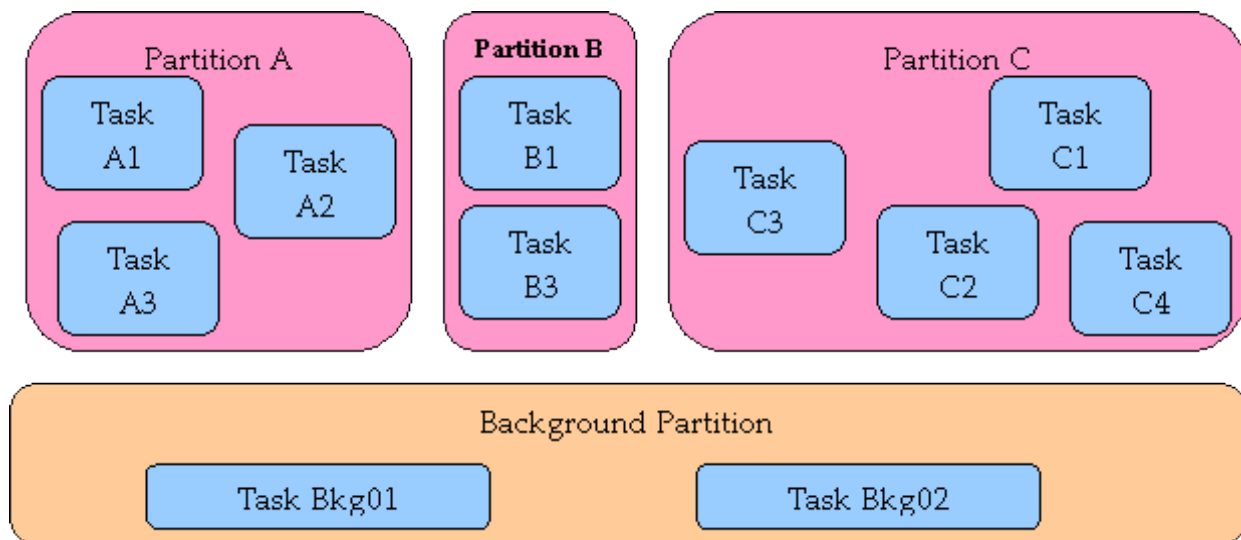 Partition A
Task
A1
Task
A2
Task
A3
Partition B
Task
B1
Task
B3
Partition C
Task
C1
Task
C3
Task
C2
Task
C4
Background Partition
Task Bkg01
Task Bkg02